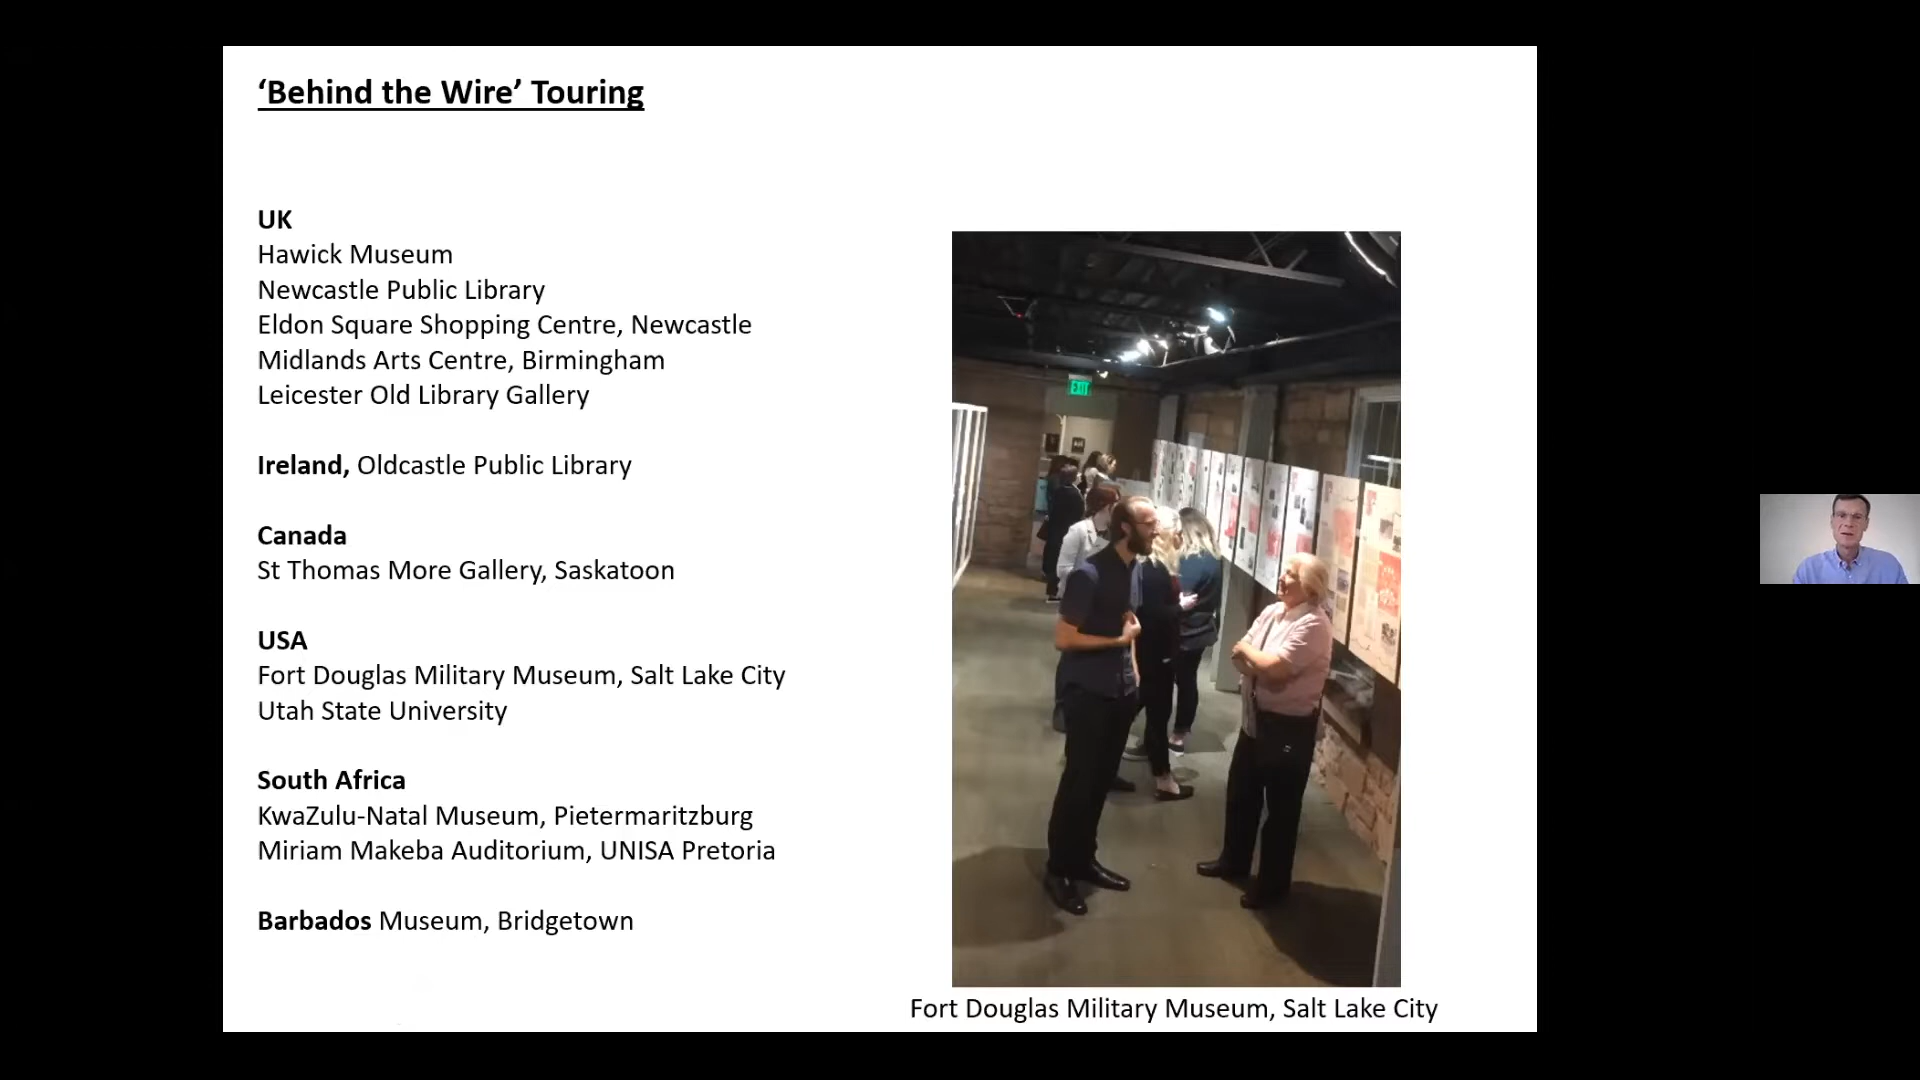 ‘Behind the Wire’ Touring
UK
Hawick Museum
Newcastle Public Library
Eldon Square Shopping Centre, Newcastle
Midlands Arts Centre, Birmingham
Leicester Old Library Gallery
Ireland, Oldcastle Public Library
Canada
St Thomas More Gallery, Saskatoon
USA
Fort Douglas Military Museum, Salt Lake City
Utah State University
South Africa
KwaZulu-Natal Museum, Pietermaritzburg
Miriam Makeba Auditorium, UNISA Pretoria
Barbados Museum, Bridgetown
EXIT
Fort Douglas Military Museum, Salt Lake City